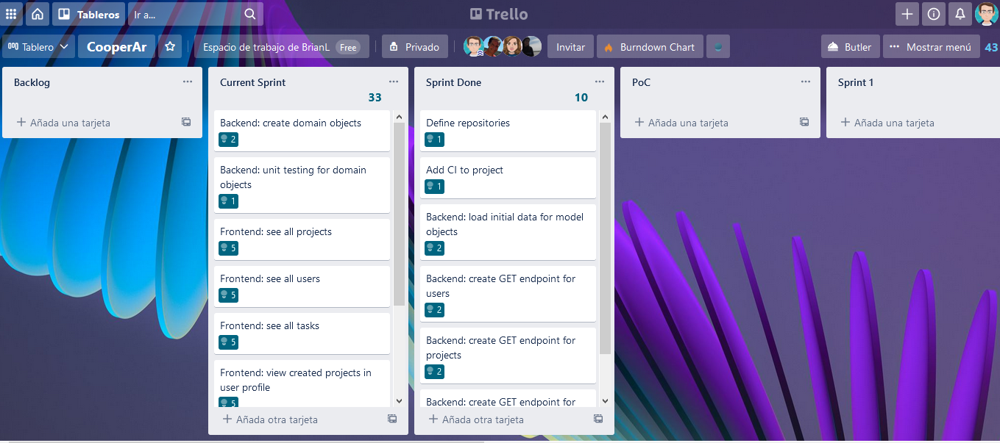 Tableros
Ir a...
Trello
Tablero
CooperAr
Espacio de trabajo de BrianL Free
Privado
Invitar
Burndown Chart
Butler
Mostrar menú
43
Backlog
Añada una tarjeta
Current Sprint
33
Backend: create domain objects
2
Backend: unit testing for domain
objects
1
Frontend: see all projects
5
Frontend: see all users
5
Frontend: see all tasks
5
Frontend: view created projects in
user profile
5
Añada otra tarjeta
Sprint Done
10
Define repositories
1
Add CI to project
1
Backend: load initial data for model
objects
2
Backend: create GET endpoint for
users
2
Backend: create GET endpoint for
projects
2
Backend: create GET endpoint for
Añada otra tarjeta
PoC
Añada una tarjeta
Sprint 1
Añada una tarjeta